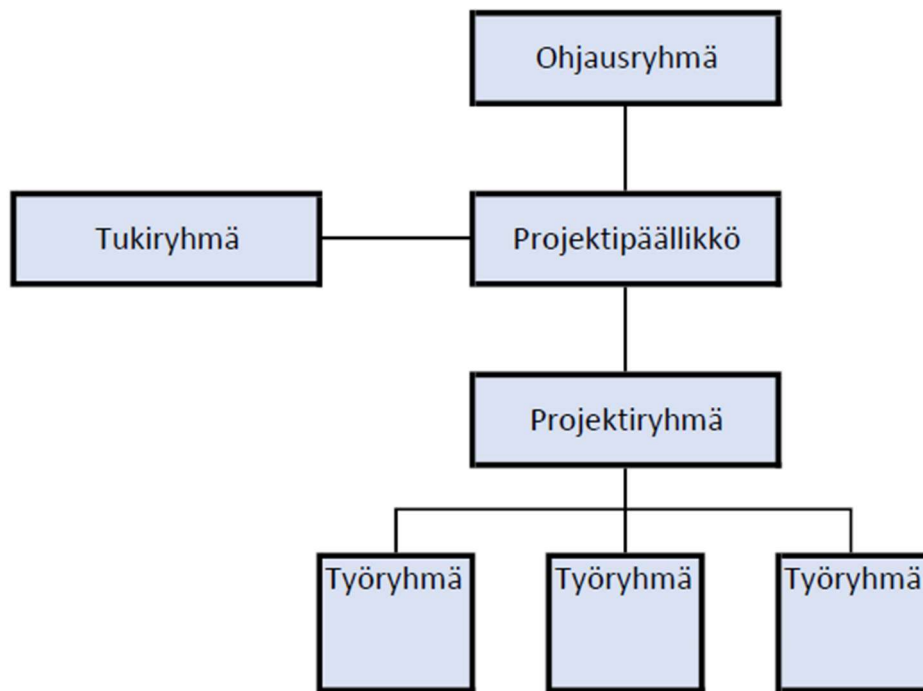 Ohjausryhmä
Tukiryhmä
Projektipäällikkö
Projektiryhmä
Työryhmä
Työryhmä
Työryhmä